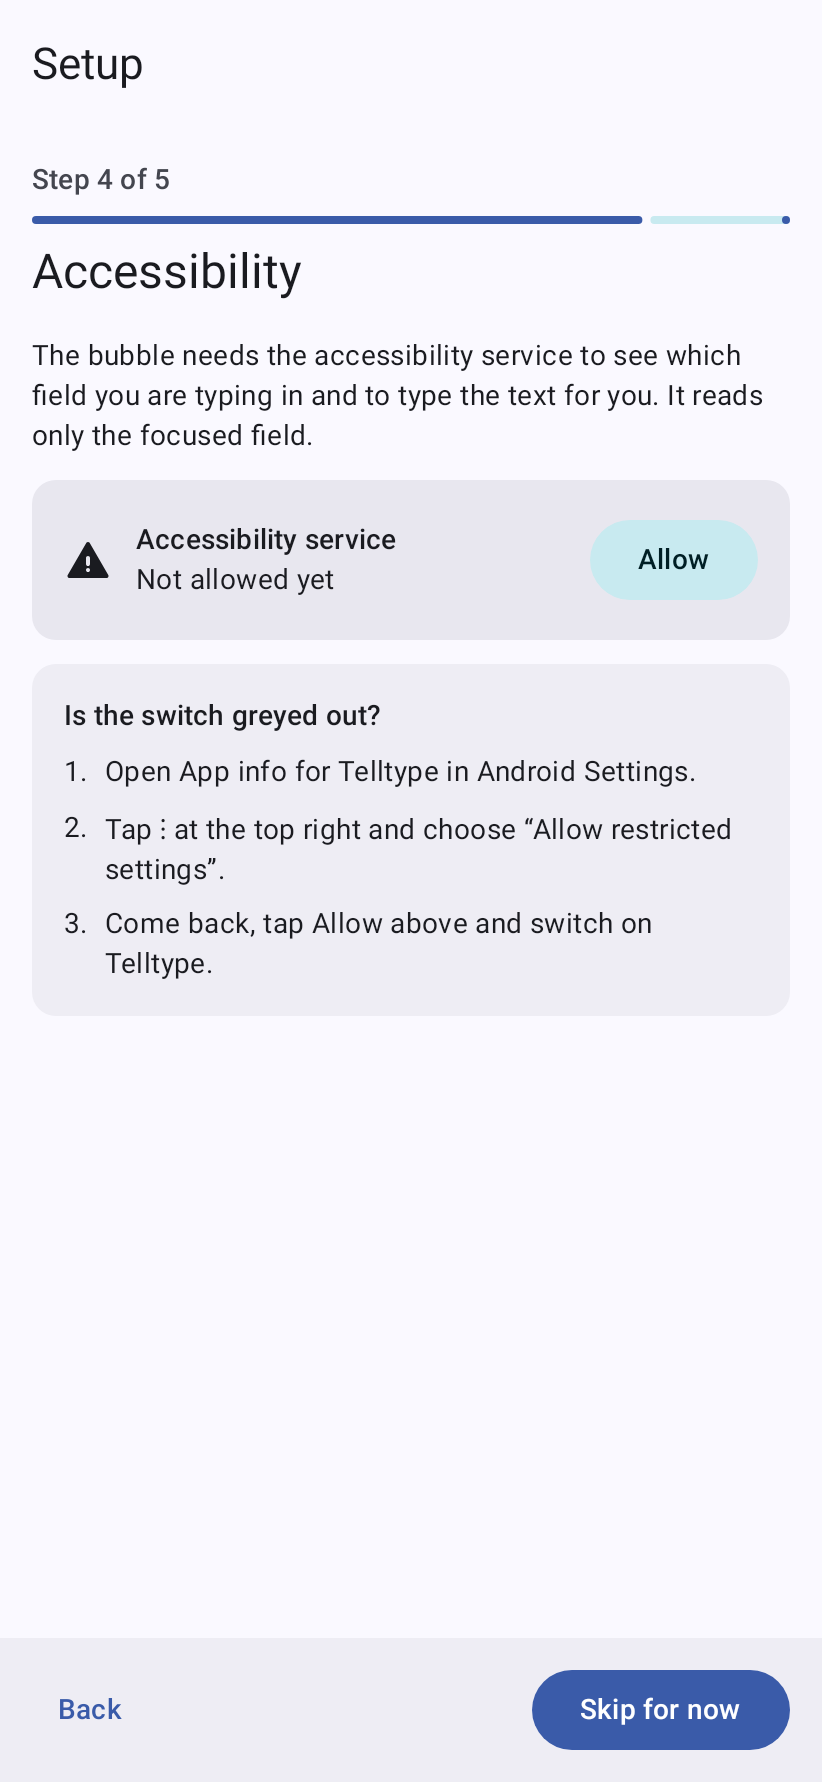 Setup
Step 4 of 5
Accessibility
The bubble needs the accessibility service to see which
field you are typing in and to type the text for you. It reads
only the focused field.
Accessibility service
Not allowed yet
Allow
Is the switch greyed out?
1. Open App info for Telltype in Android Settings.
2. Tap ⋮ at the top right and choose “Allow restricted
settings”.
3. Come back, tap Allow above and switch on
Telltype.
Back
Skip for now